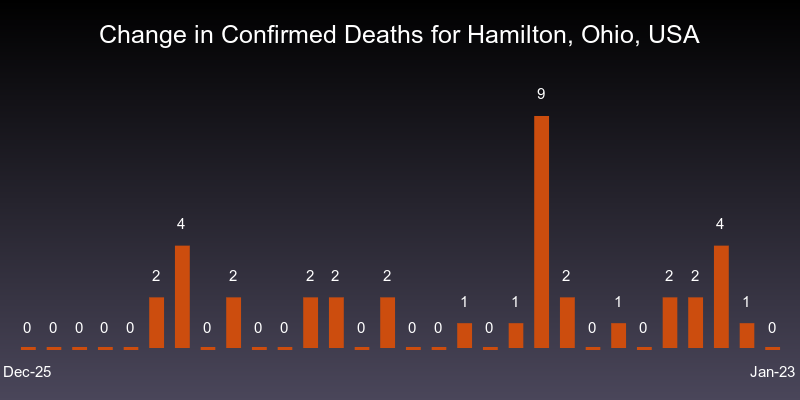 Change in Confirmed Deaths for Hamilton, Ohio, USA
9
4 4
2 2 2 2 2 2 2 2
1 1 1 1
0 0 0 0 0 0 0 0 0 0 0 0 0 0 0
Dec-25 Jan-23